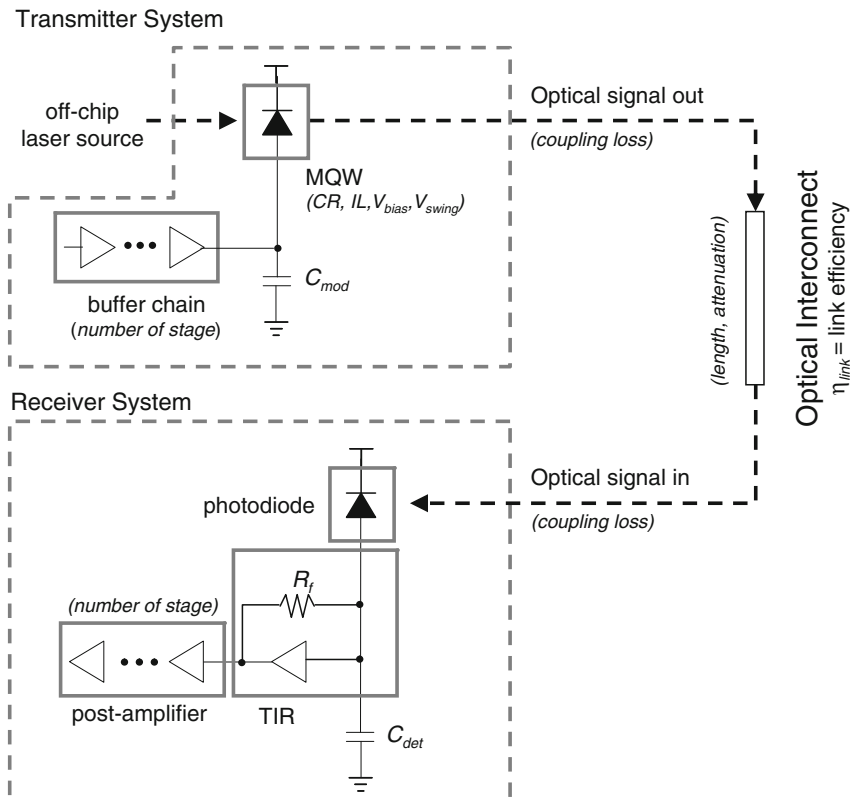 Transmitter System
off-chip
laser source
MQW
(CR, IL,V_bias,V_swing)
buffer chain
(number of stage)
C_mod
Optical signal out
(coupling loss)
(length, attenuation)
Optical Interconnect
η_link = link efficiency
Receiver System
photodiode
Optical signal in
(coupling loss)
R_f
(number of stage)
post-amplifier
TIR
C_det